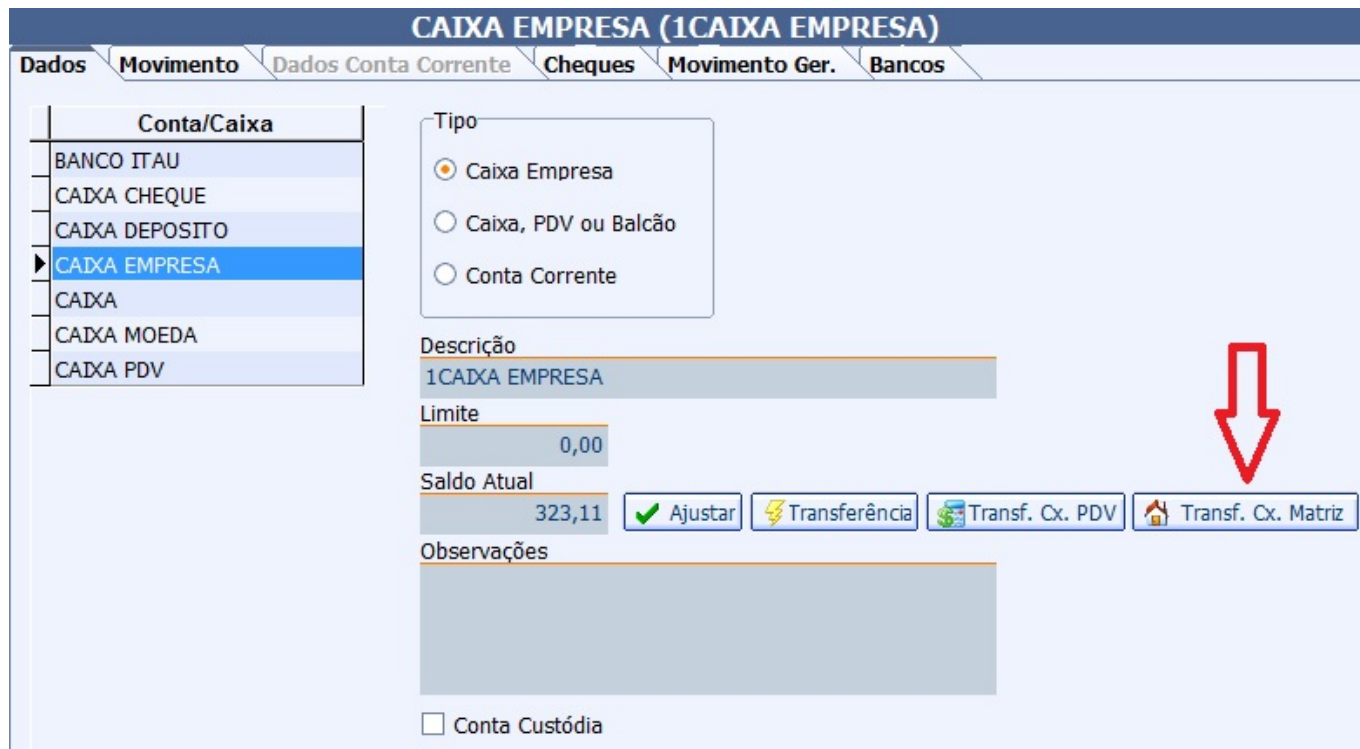 CAIXA EMPRESA (1CAIXA EMPRESA)
Dados Movimento Dados Conta Corrente Cheques Movimento Ger. Bancos
Conta/Caixa
BANCO ITAU
CAIXA CHEQUE
CAIXA DEPOSITO
CAIXA EMPRESA
CAIXA
CAIXA MOEDA
CAIXA PDV
Tipo
Caixa Empresa
Caixa, PDV ou Balcão
Conta Corrente
Descrição
1CAIXA EMPRESA
Limite
0,00
Saldo Atual
323,11 Ajustar Transferência Transf. Cx. PDV Transf. Cx. Matriz
Observações
Conta Custódia